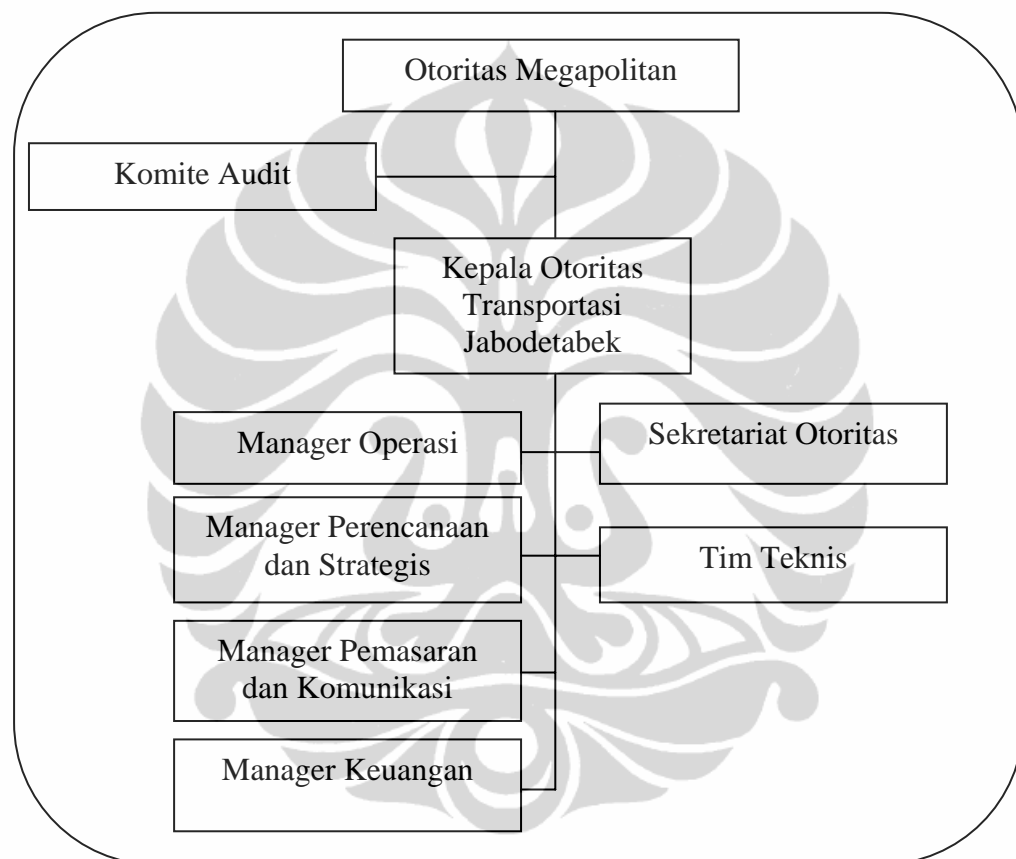 Otoritas Megapolitan
Komite Audit
Kepala Otoritas
Transportasi
Jabodetabek
Manager Operasi
Sekretariat Otoritas
Manager Perencanaan
dan Strategis
Tim Teknis
Manager Pemasaran
dan Komunikasi
Manager Keuangan